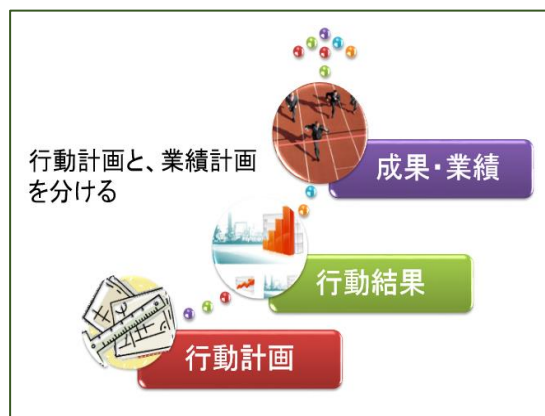 行動計画と、業績計画
を分ける
成果・業績
行動結果
行動計画